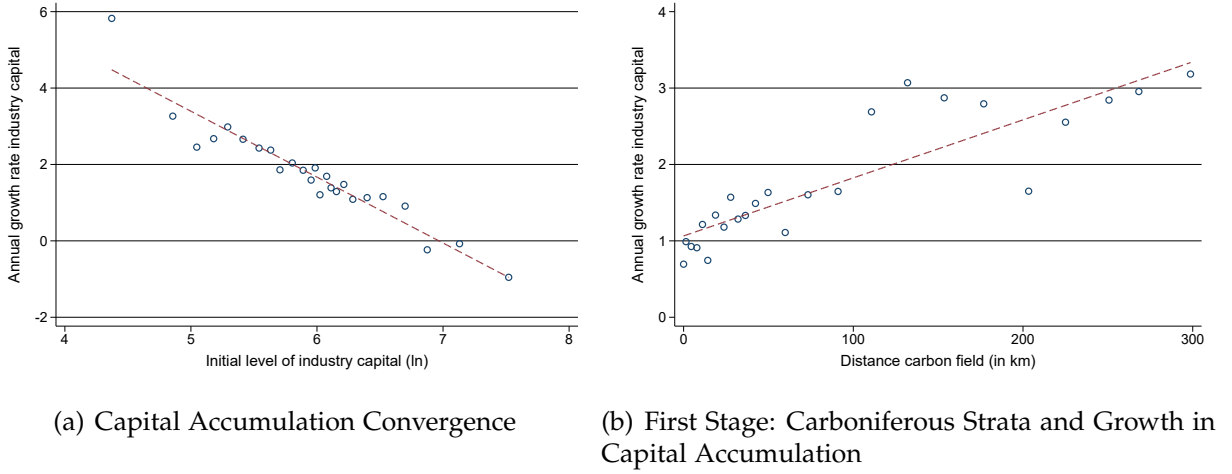 Annual growth rate industry capital
6
4
2
0
-2
4
5
6
7
8
Initial level of industry capital (ln)
(a) Capital Accumulation Convergence
Annual growth rate industry capital
4
3
2
1
0
0
100
200
300
Distance carbon field (in km)
(b) First Stage: Carboniferous Strata and Growth in
Capital Accumulation